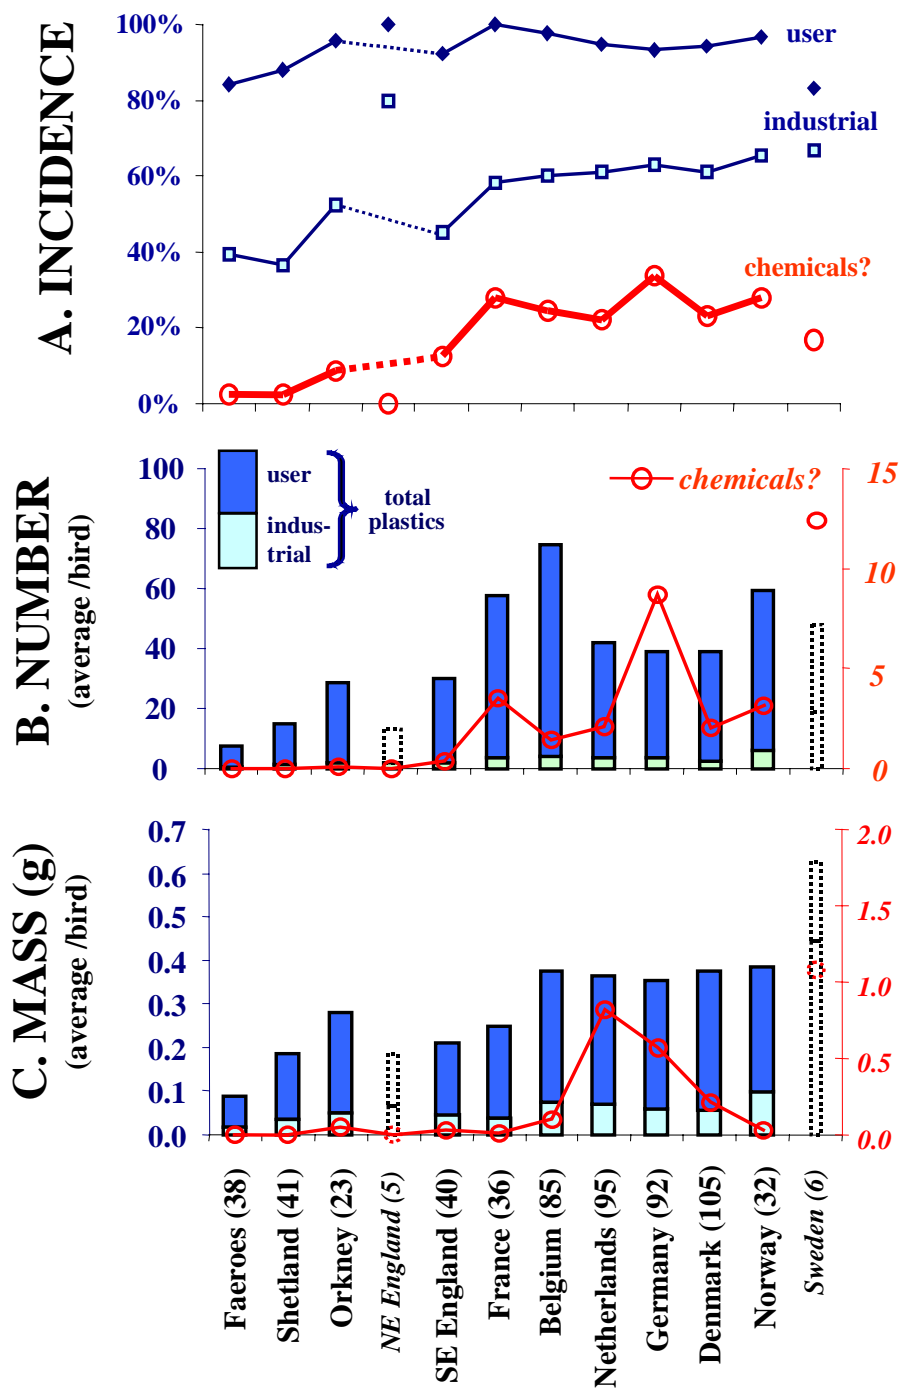 A. INCIDENCE
100%
80%
60%
40%
20%
0%
user
industrial
chemicals?
B. NUMBER
(average /bird)
100
80
60
40
20
0
user
indus-
trial
total
plastics
chemicals?
15
10
5
0
C. MASS (g)
(average /bird)
0.7
0.6
0.5
0.4
0.3
0.2
0.1
0.0
2.0
1.5
1.0
0.5
0.0
Faeroes (38)
Shetland (41)
Orkney (23)
NE England (5)
SE England (40)
France (36)
Belgium (85)
Netherlands (95)
Germany (92)
Denmark (105)
Norway (32)
Sweden (6)